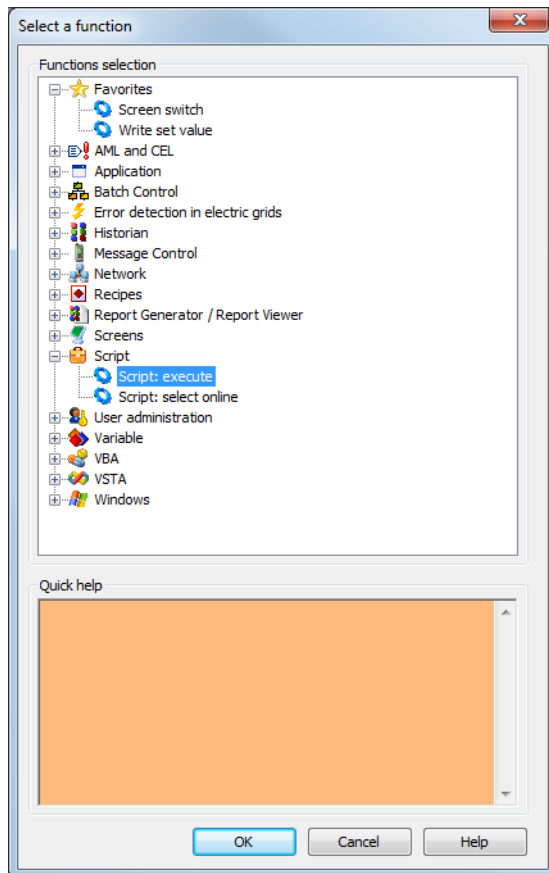 Select a function
Functions selection
Favorites
Screen switch
Write set value
AML and CEL
Application
Batch Control
Error detection in electric grids
Historian
Message Control
Network
Recipes
Report Generator / Report Viewer
Screens
Script
Script: execute
Script: select online
User administration
Variable
VBA
VSTA
Windows
Quick help
OK Cancel Help